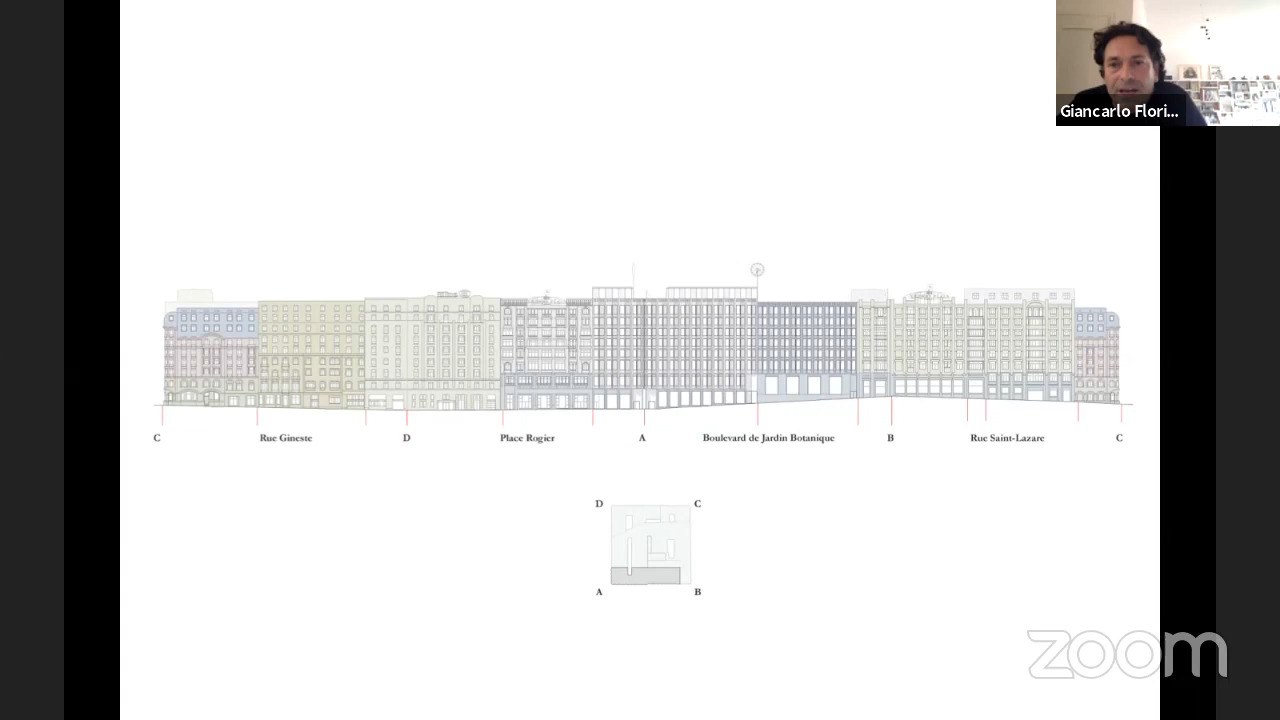 Giancarlo Flori...
C Rue Gineste D Place Rogier A Boulevard de Jardin Botanique B Rue Saint-Lazare C
D C
A B
zoom